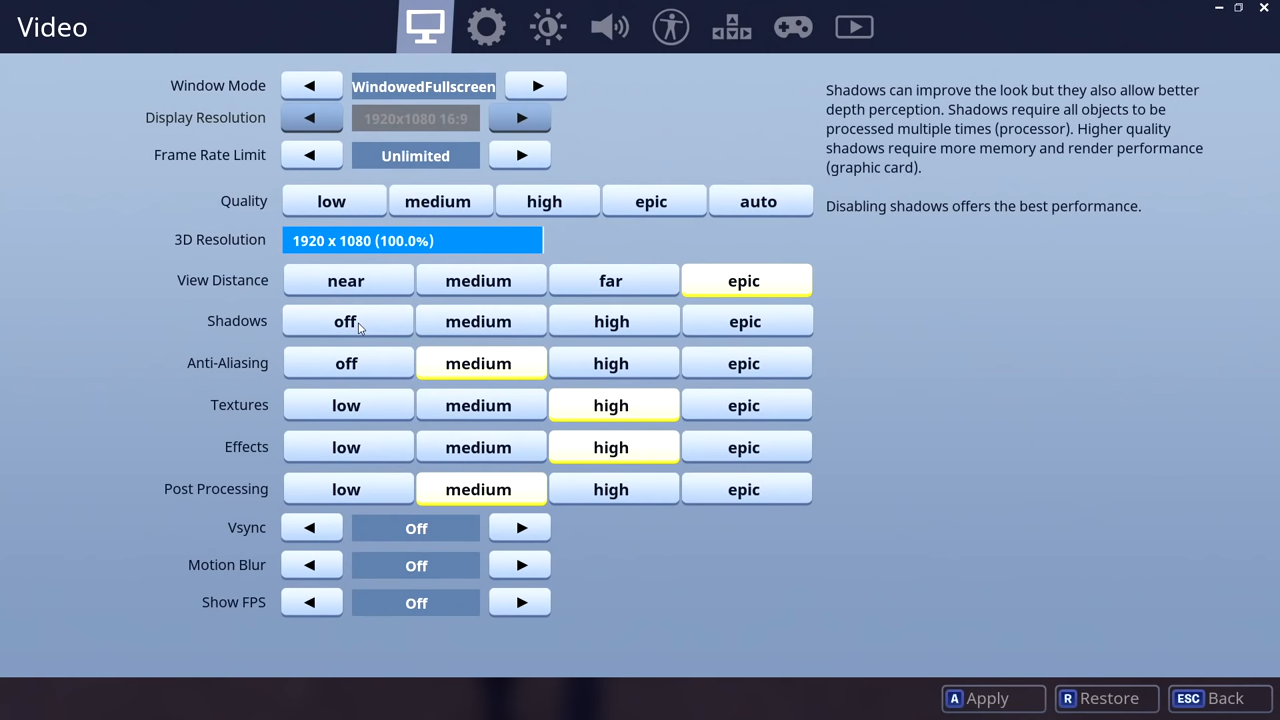 Video
Window Mode ◀ WindowedFullscreen ▶
Display Resolution ◀ 1920x1080 16:9 ▶
Frame Rate Limit ◀ Unlimited ▶
Quality low medium high epic auto
3D Resolution 1920 x 1080 (100.0%)
View Distance near medium far epic
Shadows off medium high epic
Anti-Aliasing off medium high epic
Textures low medium high epic
Effects low medium high epic
Post Processing low medium high epic
Vsync ◀ Off ▶
Motion Blur ◀ Off ▶
Show FPS ◀ Off ▶
Shadows can improve the look but they also allow better
depth perception. Shadows require all objects to be
processed multiple times (processor). Higher quality
shadows require more memory and render performance
(graphic card).
Disabling shadows offers the best performance.
A Apply R Restore ESC Back